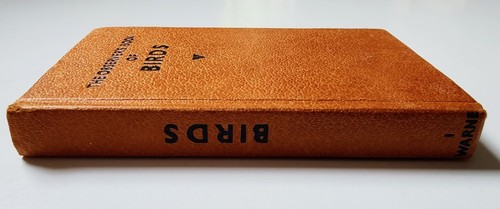 THE OBSERVER'S BOOK
OF
BIRDS
BIRDS
1
WARNE